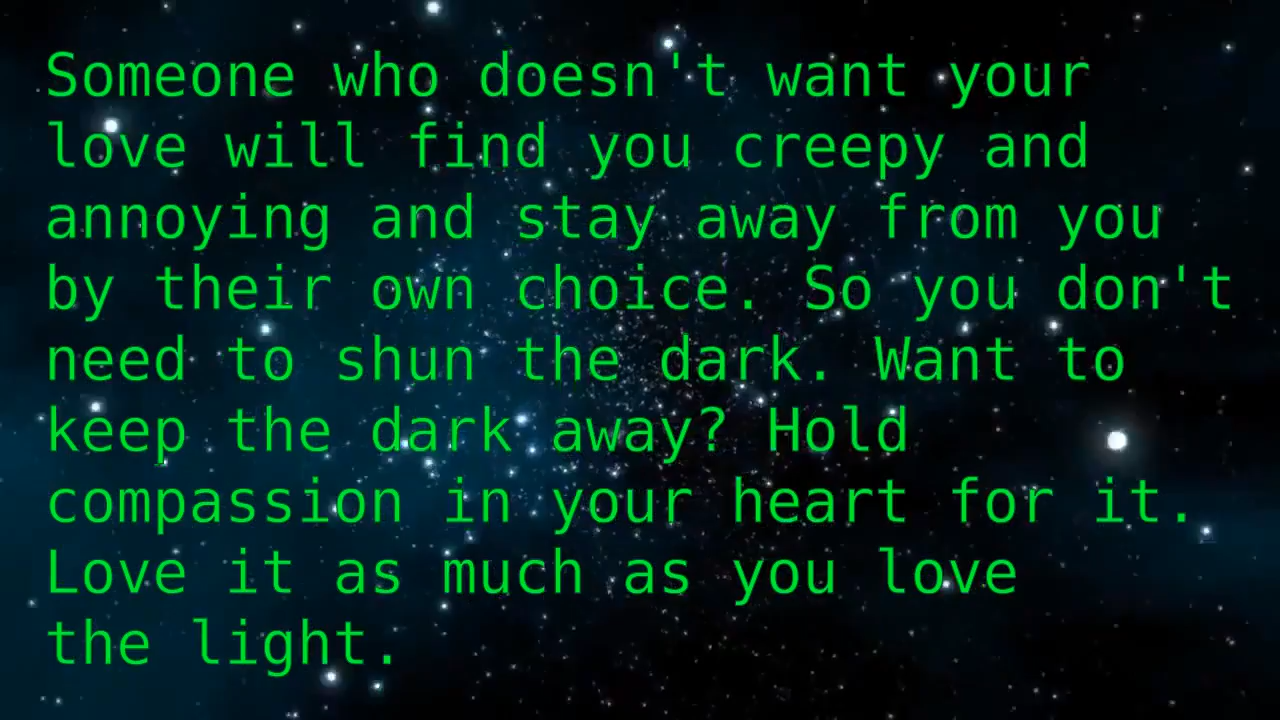 Someone who doesn't want your
love will find you creepy and
annoying and stay away from you
by their own choice. So you don't
need to shun the dark. Want to
keep the dark away? Hold
compassion in your heart for it.
Love it as much as you love
the light.